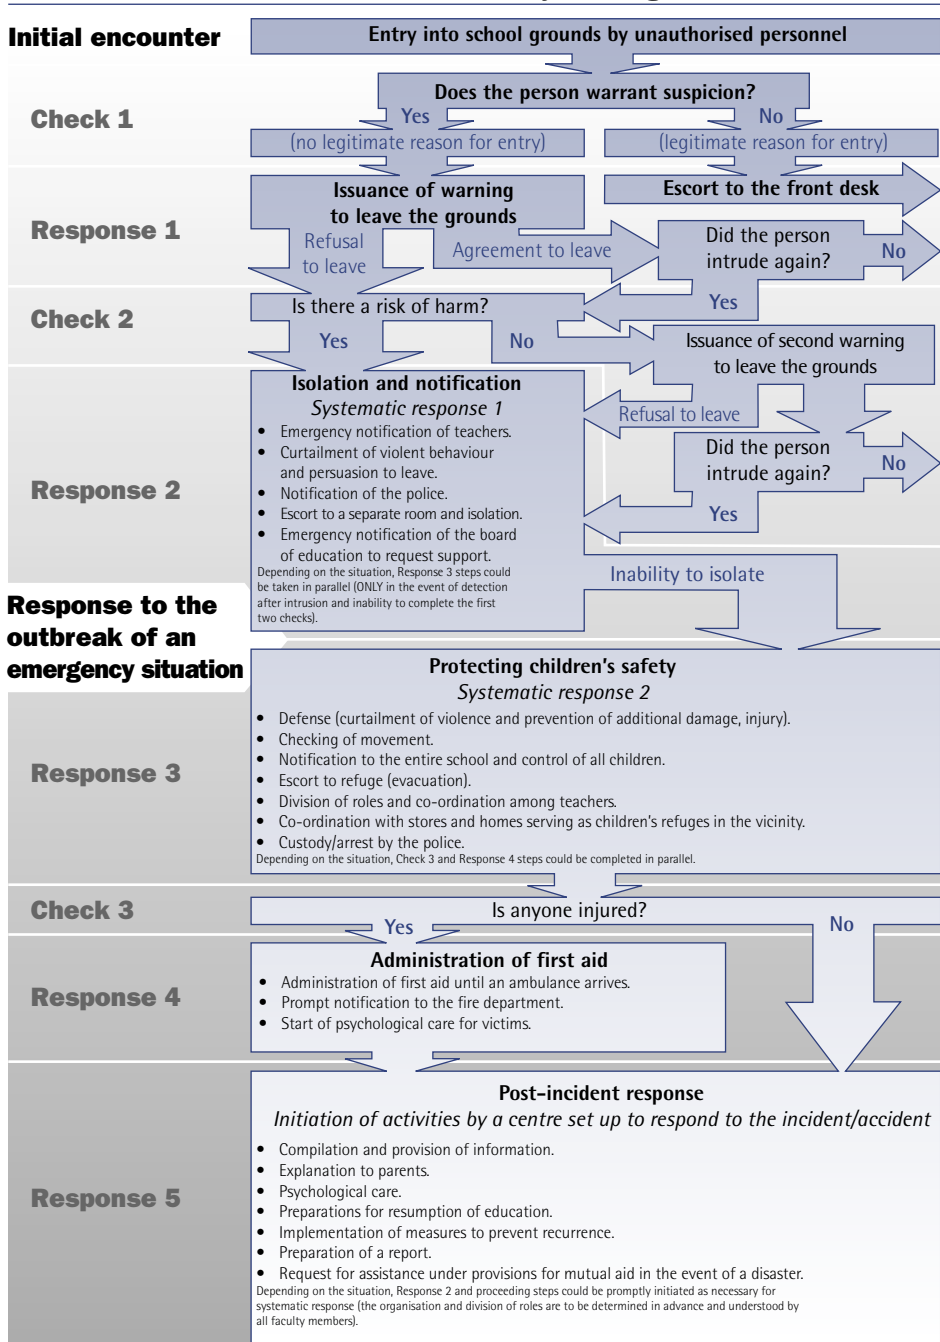 Initial encounter
Entry into school grounds by unauthorised personnel
Check 1
Does the person warrant suspicion?
Yes
No
(no legitimate reason for entry)
(legitimate reason for entry)
Response 1
Issuance of warning
to leave the grounds
Escort to the front desk
Refusal
to leave
Agreement to leave
Did the person
intrude again?
No
Yes
Check 2
Is there a risk of harm?
Yes
No
Issuance of second warning
to leave the grounds
Refusal to leave
Did the person
intrude again?
No
Yes
Response 2
Isolation and notification
Systematic response 1
• Emergency notification of teachers.
• Curtailment of violent behaviour
and persuasion to leave.
• Notification of the police.
• Escort to a separate room and isolation.
• Emergency notification of the board
of education to request support.
Depending on the situation, Response 3 steps could
be taken in parallel (ONLY in the event of detection
after intrusion and inability to complete the first
two checks).
Inability to isolate
Response to the
outbreak of an
emergency situation
Response 3
Protecting children's safety
Systematic response 2
• Defense (curtailment of violence and prevention of additional damage, injury).
• Checking of movement.
• Notification to the entire school and control of all children.
• Escort to refuge (evacuation).
• Division of roles and co-ordination among teachers.
• Co-ordination with stores and homes serving as children's refuges in the vicinity.
• Custody/arrest by the police.
Depending on the situation, Check 3 and Response 4 steps could be completed in parallel.
Check 3
Is anyone injured?
Yes
No
Response 4
Administration of first aid
• Administration of first aid until an ambulance arrives.
• Prompt notification to the fire department.
• Start of psychological care for victims.
Response 5
Post-incident response
Initiation of activities by a centre set up to respond to the incident/accident
• Compilation and provision of information.
• Explanation to parents.
• Psychological care.
• Preparations for resumption of education.
• Implementation of measures to prevent recurrence.
• Preparation of a report.
• Request for assistance under provisions for mutual aid in the event of a disaster.
Depending on the situation, Response 2 and proceeding steps could be promptly initiated as necessary for
systematic response (the organisation and division of roles are to be determined in advance and understood by
all faculty members).